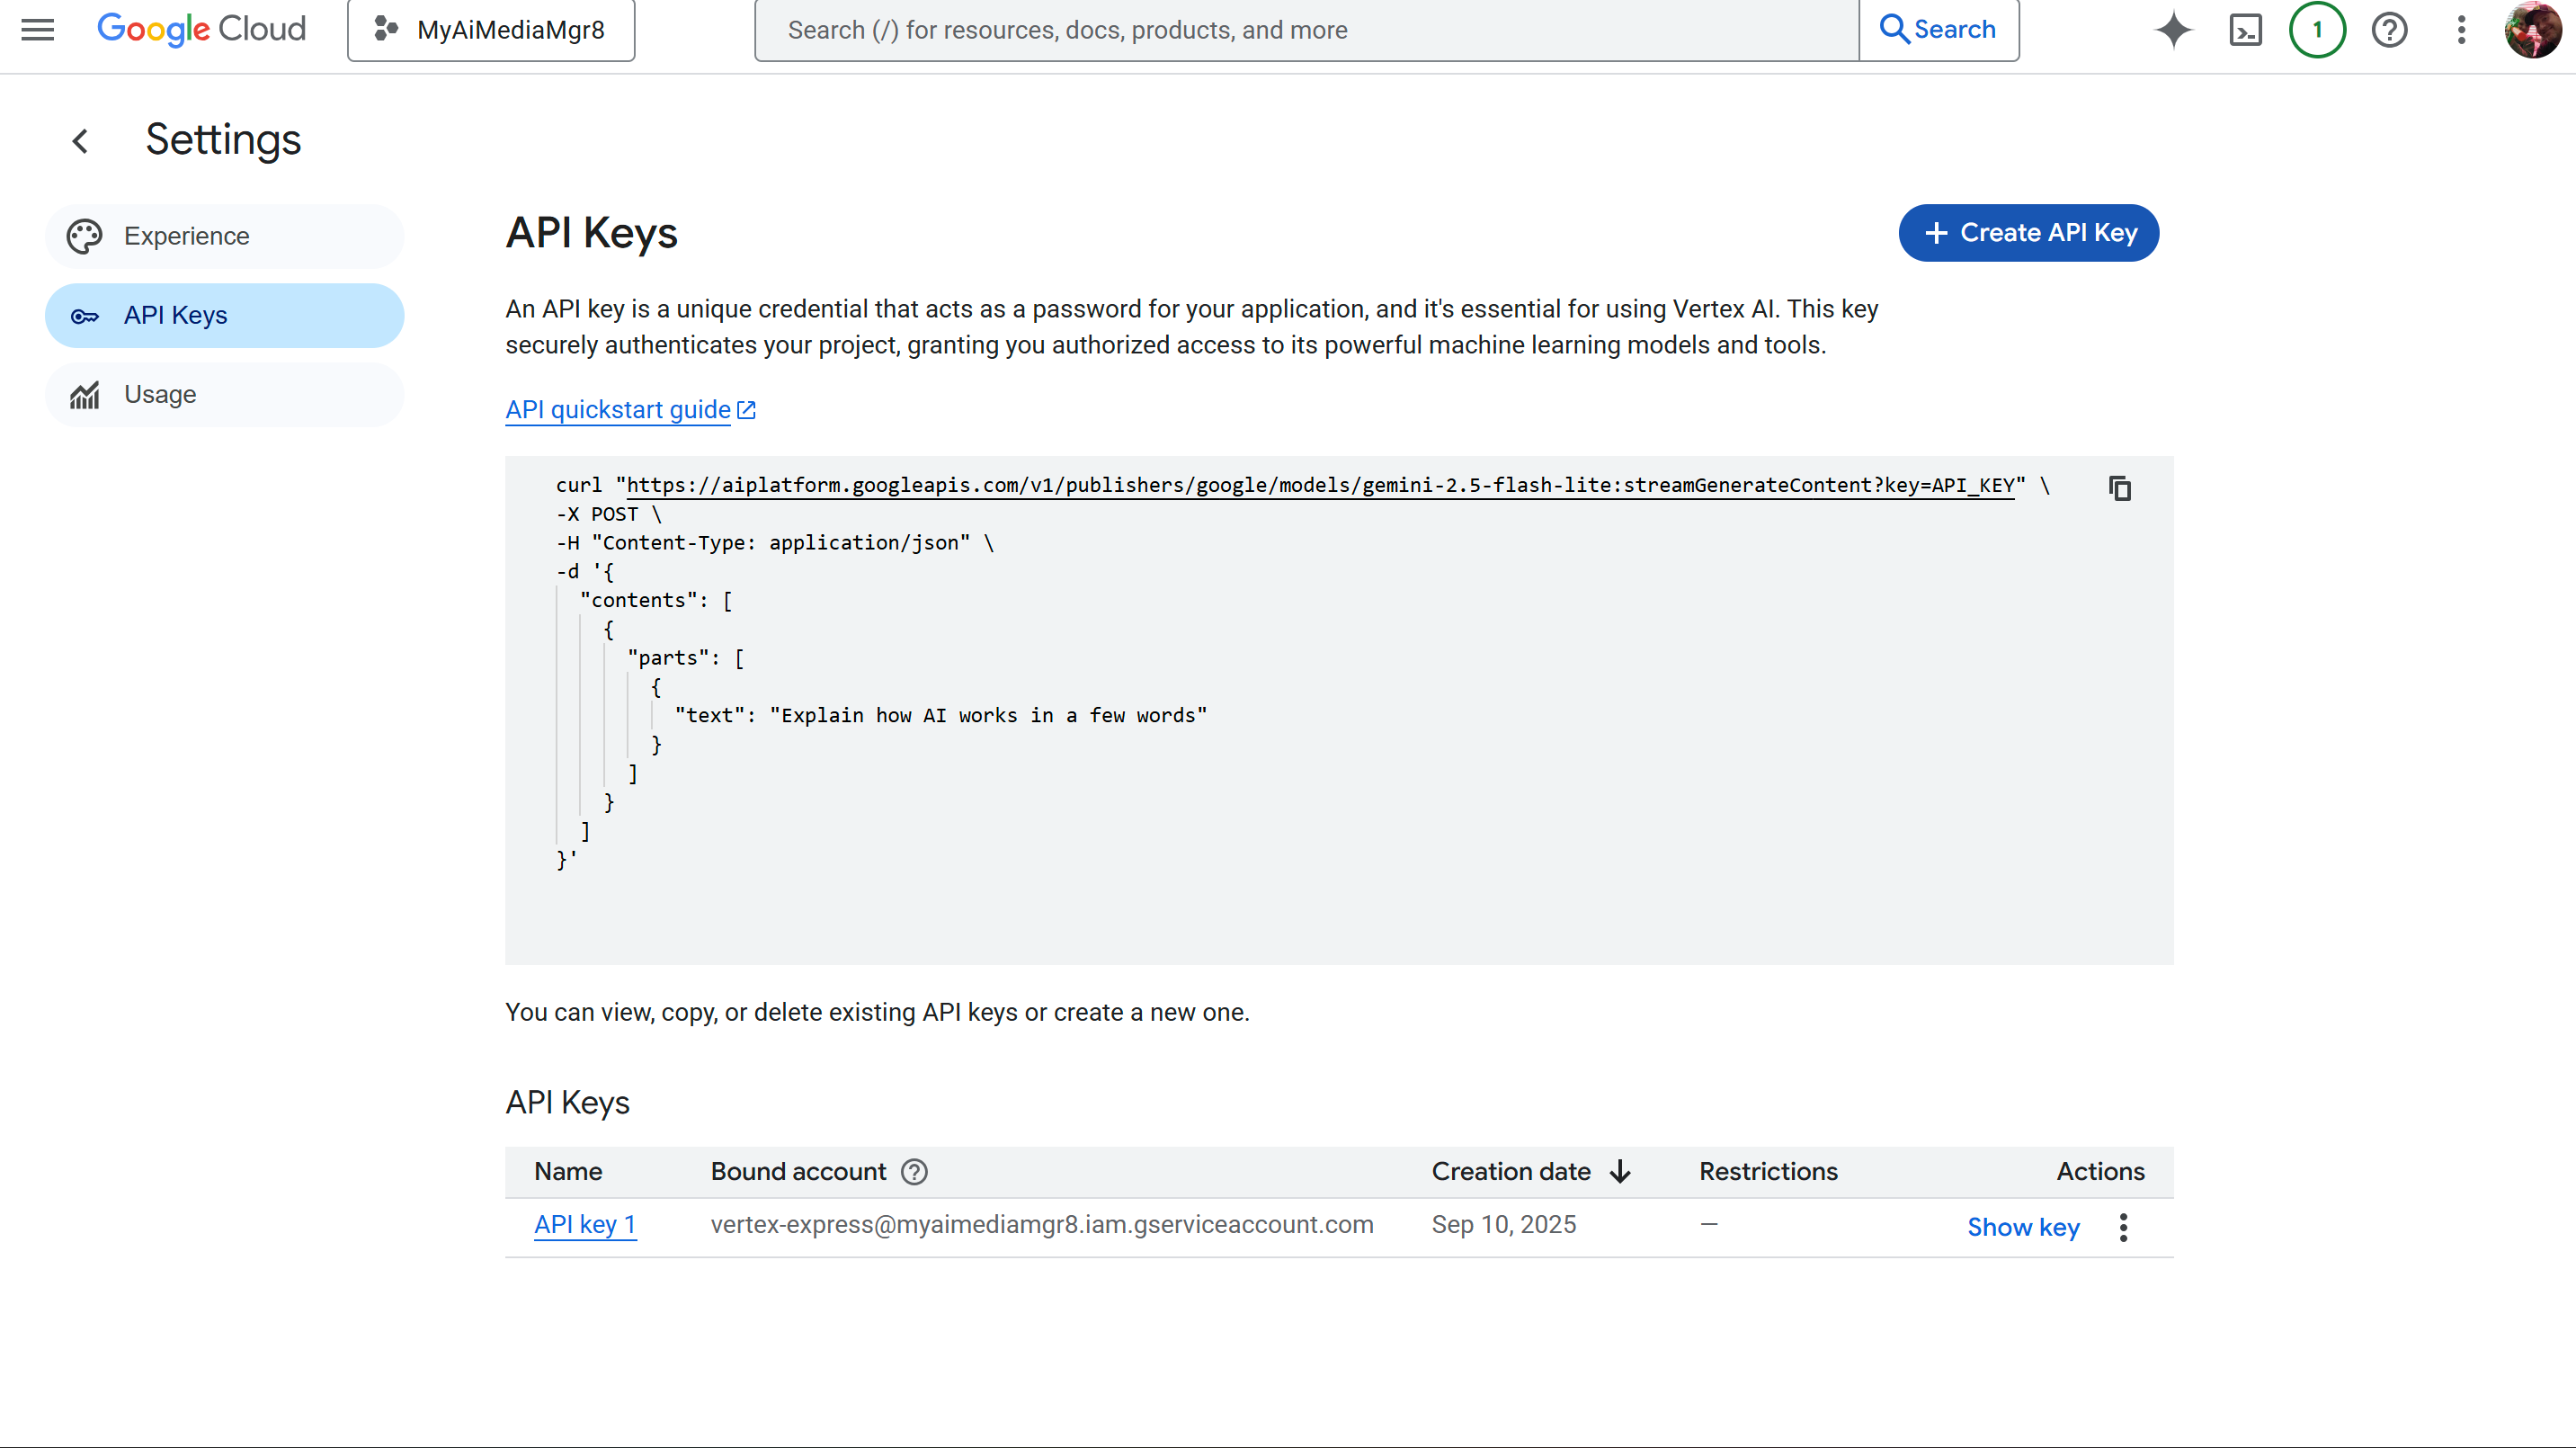 Google Cloud
MyAiMediaMgr8
Search (/) for resources, docs, products, and more
Search
1
Settings
Experience
API Keys
Usage
API Keys
Create API Key
An API key is a unique credential that acts as a password for your application, and it's essential for using Vertex AI. This key
securely authenticates your project, granting you authorized access to its powerful machine learning models and tools.
API quickstart guide
curl "https://aiplatform.googleapis.com/v1/publishers/google/models/gemini-2.5-flash-lite:streamGenerateContent?key=API_KEY" \
-X POST \
-H "Content-Type: application/json" \
-d '{
"contents": [
{
"parts": [
{
"text": "Explain how AI works in a few words"
}
]
}
]
}'
You can view, copy, or delete existing API keys or create a new one.
API Keys
Name Bound account Creation date Restrictions Actions
API key 1 vertex-express@myaimediamgr8.iam.gserviceaccount.com Sep 10, 2025 — Show key